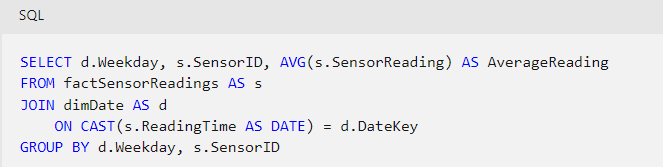 SQL
SELECT d.Weekday, s.SensorID, AVG(s.SensorReading) AS AverageReading
FROM factSensorReadings AS s
JOIN dimDate AS d
    ON CAST(s.ReadingTime AS DATE) = d.DateKey
GROUP BY d.Weekday, s.SensorID